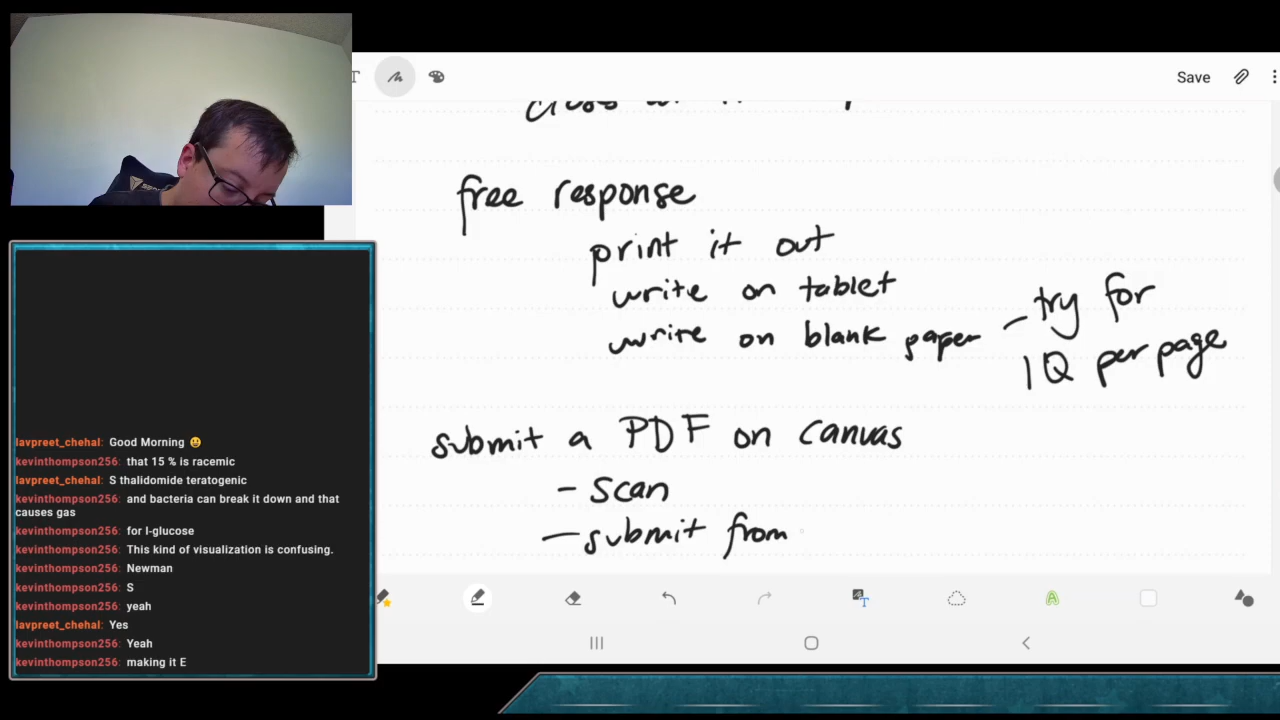 Save
free response
print it out
write on tablet
write on blank paper – try for
1Q per page
submit a PDF on canvas
- scan
- submit from
lavpreet_chehal: Good Morning 😃
kevinthompson256: that 15 % is racemic
lavpreet_chehal: S thalidomide teratogenic
kevinthompson256: and bacteria can break it down and that
causes gas
kevinthompson256: for l-glucose
kevinthompson256: This kind of visualization is confusing.
kevinthompson256: Newman
kevinthompson256: S
kevinthompson256: yeah
lavpreet_chehal: Yes
kevinthompson256: Yeah
kevinthompson256: making it E